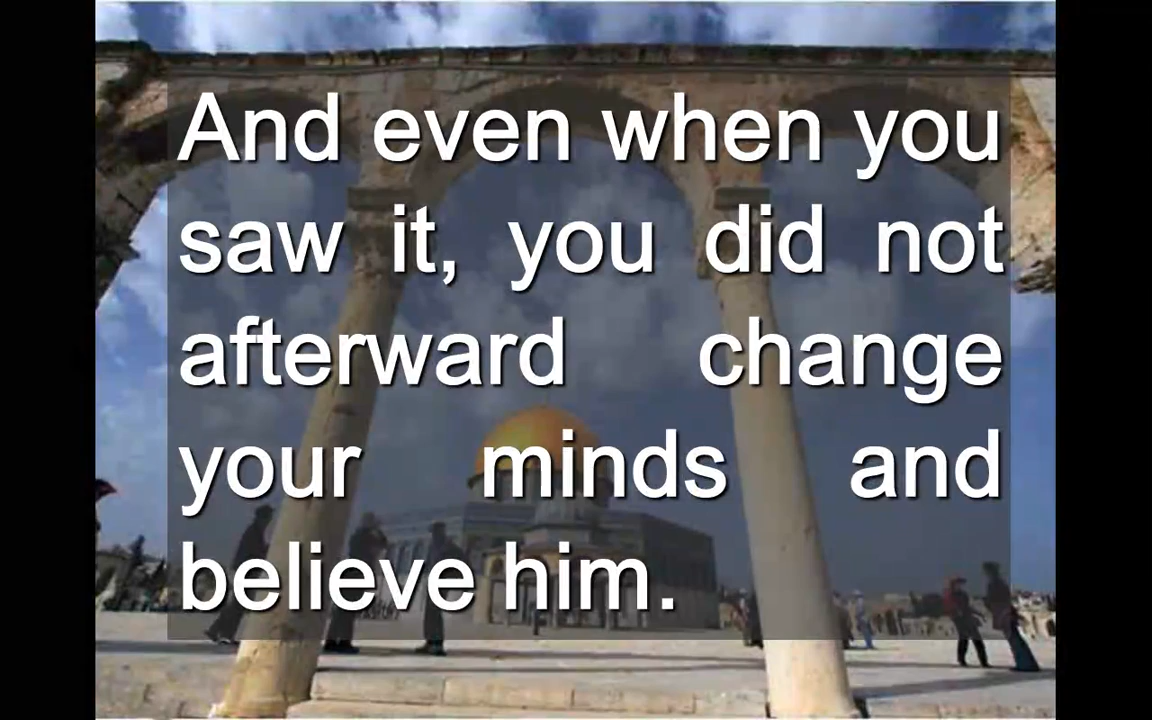 And even when you
saw it, you did not
afterward change
your minds and
believe him.